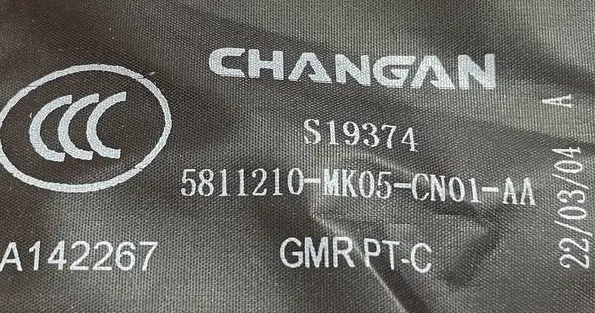 CHANGAN
CCC
S19374
5811210-MK05-CN01-AA
A142267
GMR PT-C
22/03/04 A